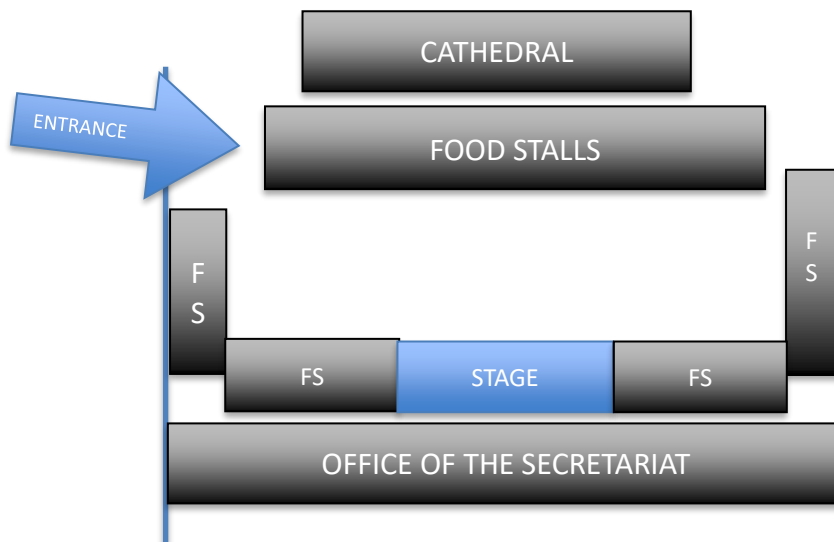 CATHEDRAL
ENTRANCE
FOOD STALLS
F
S
F
S
FS
STAGE
FS
OFFICE OF THE SECRETARIAT